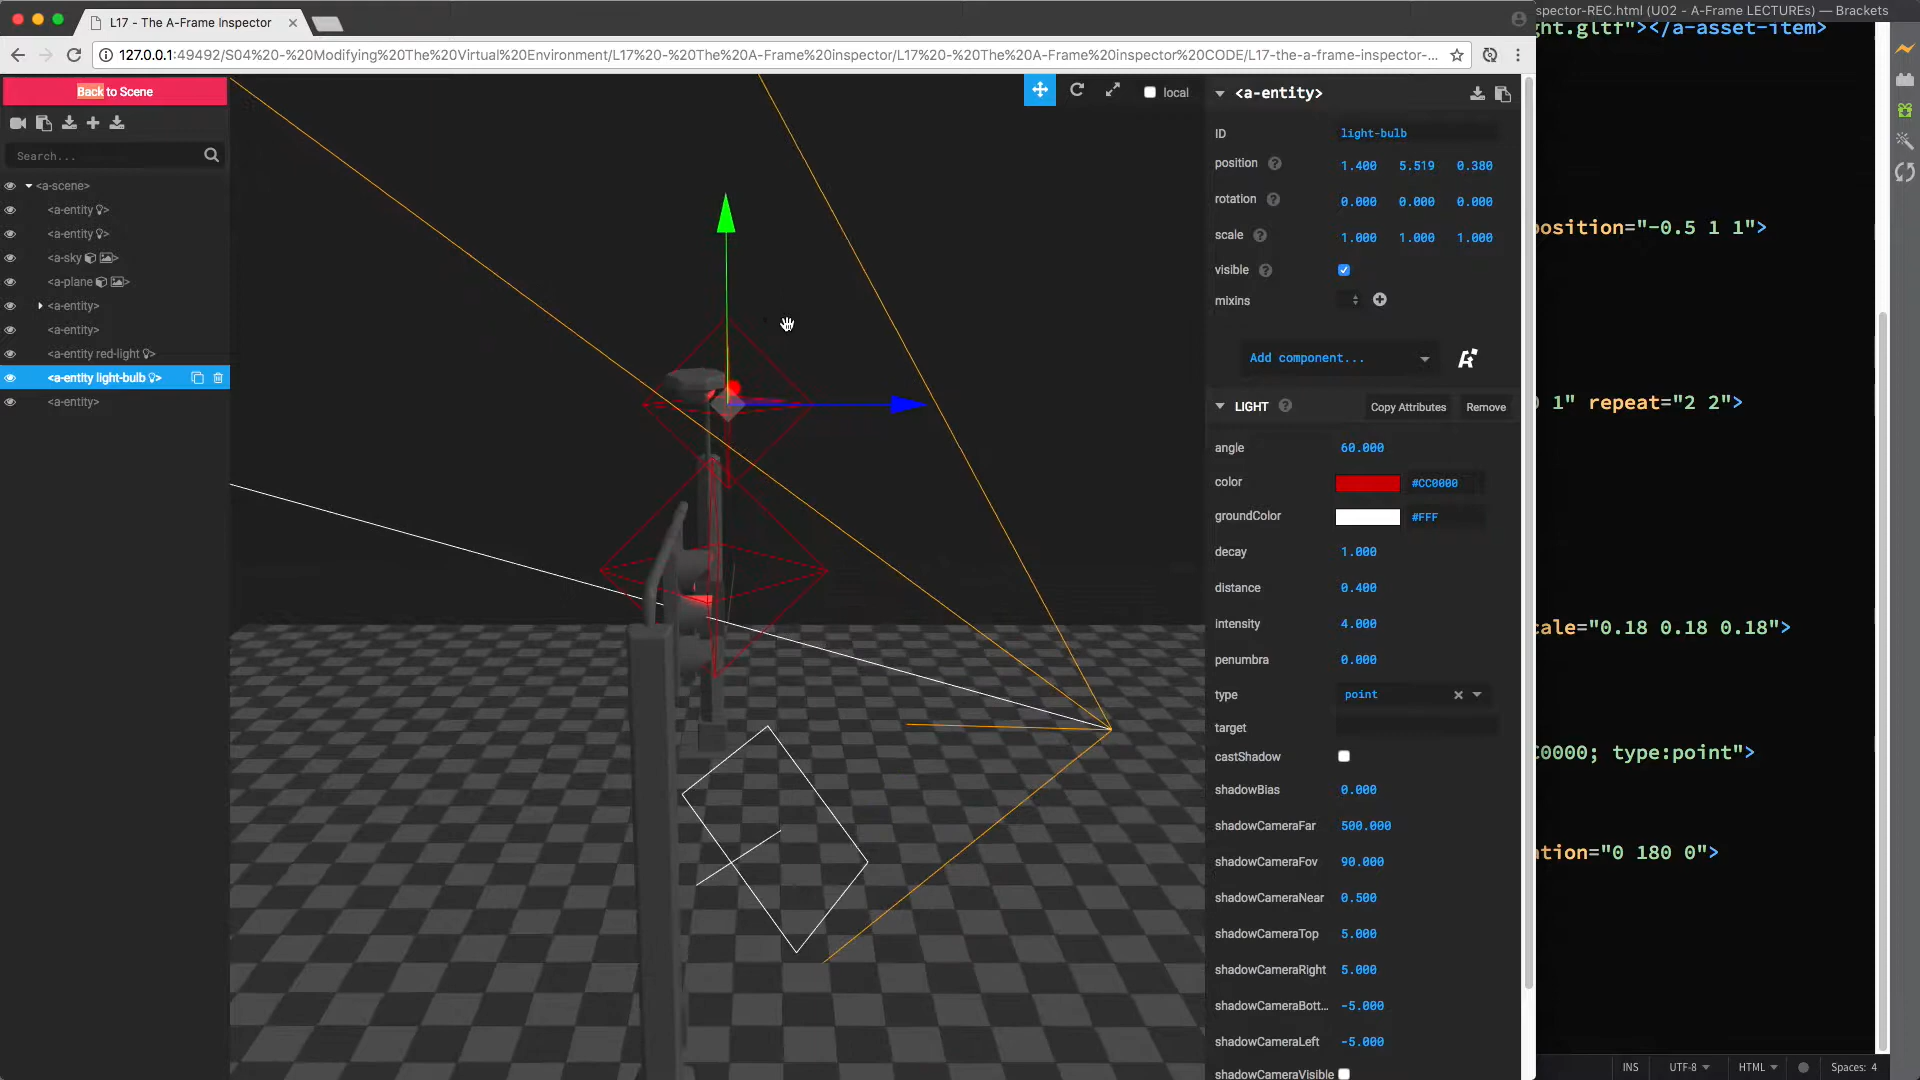 L17 - The A-Frame Inspector
spector-REC.html (U02 - A-Frame LECTUREs) — Brackets
127.0.0.1:49492/S04%20-%20Modifying%20The%20Virtual%20Environment/L17%20-%20The%20A-Frame%20inspector/L17%20-%20The%20A-Frame%20inspector%20CODE/L17-the-a-frame-inspector-...
ht.gltf"></a-asset-item>
Back to Scene
local
<a-entity>
Search...
ID light-bulb
position 1.400 5.519 0.380
<a-scene>
rotation 0.000 0.000 0.000
<a-entity >
<a-entity >
scale 1.000 1.000 1.000
osition="-0.5 1 1">
<a-sky >
visible
<a-plane >
mixins
<a-entity>
<a-entity>
<a-entity red-light >
Add component...
<a-entity light-bulb >
<a-entity>
LIGHT Copy Attributes Remove
0 1" repeat="2 2">
angle 60.000
color #CC0000
groundColor #FFF
decay 1.000
distance 0.400
intensity 4.000
cale="0.18 0.18 0.18">
penumbra 0.000
type point
target
C0000; type:point">
castShadow
shadowBias 0.000
shadowCameraFar 500.000
shadowCameraFov 90.000
tion="0 180 0">
shadowCameraNear 0.500
shadowCameraTop 5.000
shadowCameraRight 5.000
shadowCameraBott... -5.000
shadowCameraLeft -5.000
shadowCameraVisible
INS UTF-8 HTML Spaces: 4